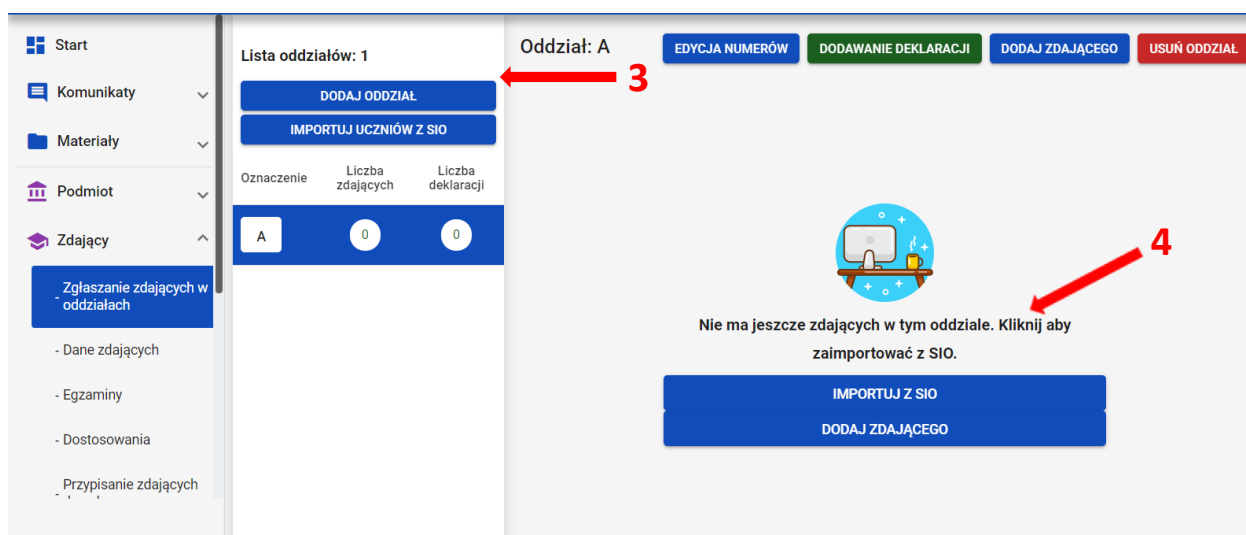 Start
Komunikaty
Materiały
Podmiot
Zdający
- Zgłaszanie zdających w
oddziałach
- Dane zdających
- Egzaminy
- Dostosowania
- Przypisanie zdających
Lista oddziałów: 1
DODAJ ODDZIAŁ
IMPORTUJ UCZNIÓW Z SIO
Oznaczenie Liczba zdających Liczba deklaracji
A 0 0
Oddział: A
EDYCJA NUMERÓW DODAWANIE DEKLARACJI DODAJ ZDAJĄCEGO USUŃ ODDZIAŁ
3
4
Nie ma jeszcze zdających w tym oddziale. Kliknij aby
zaimportować z SIO.
IMPORTUJ Z SIO
DODAJ ZDAJĄCEGO